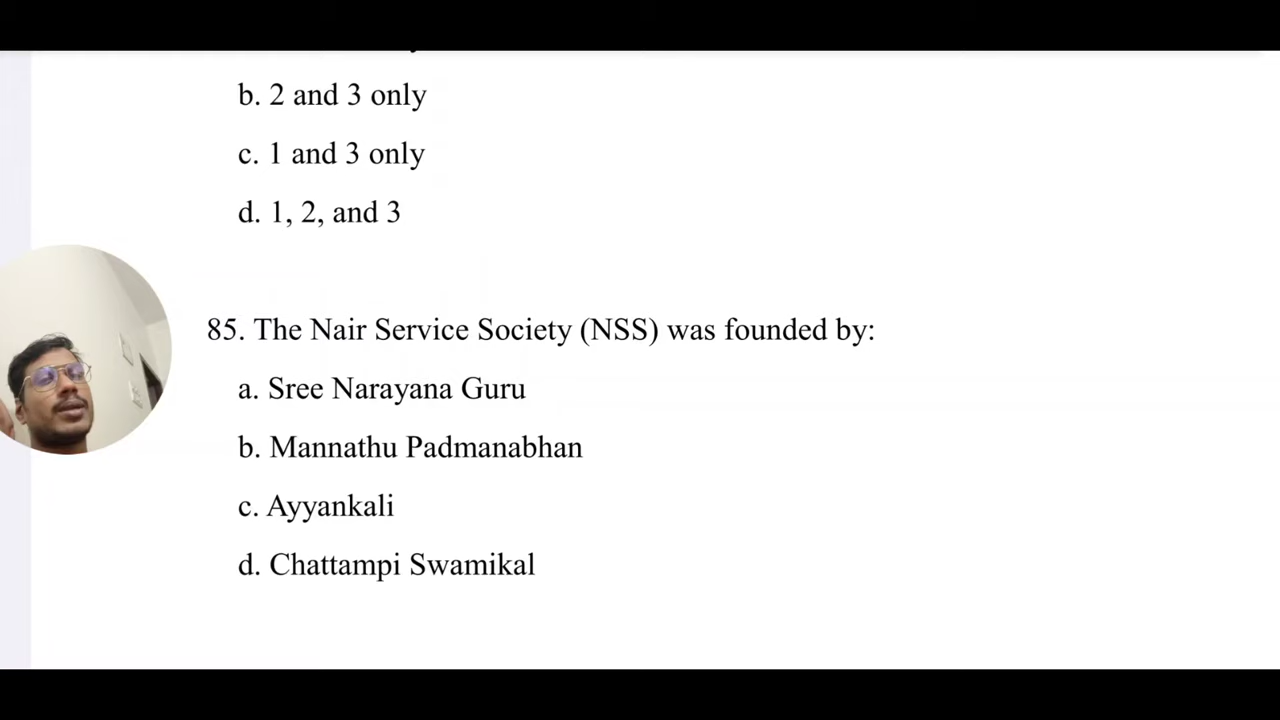 b. 2 and 3 only
c. 1 and 3 only
d. 1, 2, and 3
85. The Nair Service Society (NSS) was founded by:
a. Sree Narayana Guru
b. Mannathu Padmanabhan
c. Ayyankali
d. Chattampi Swamikal